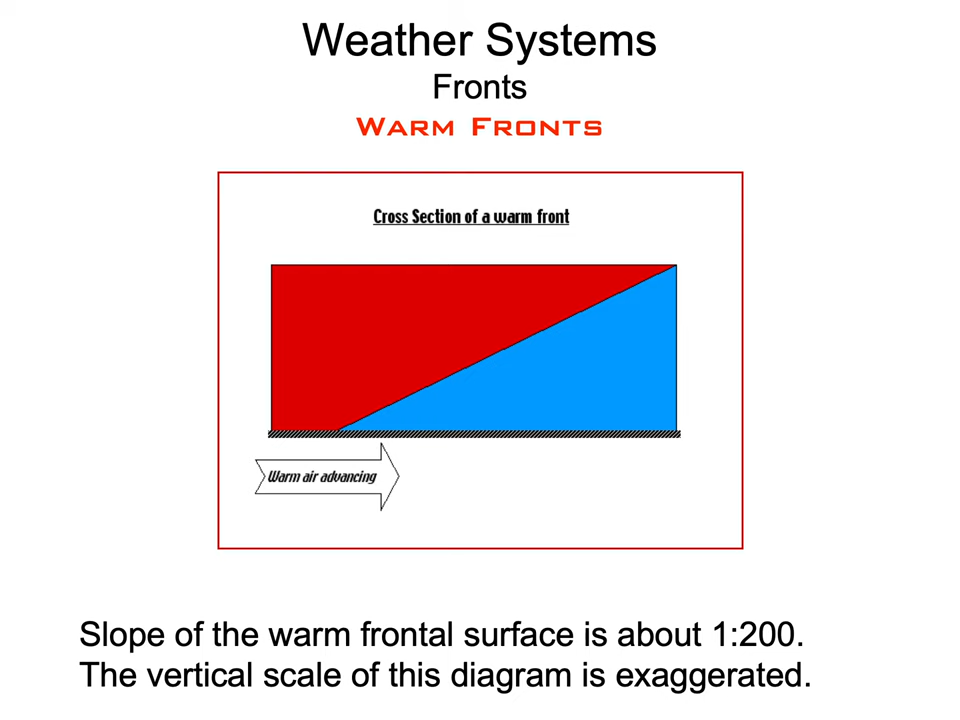 Weather Systems
Fronts
Warm Fronts
Cross Section of a warm front
Warm air advancing
Slope of the warm frontal surface is about 1:200.
The vertical scale of this diagram is exaggerated.